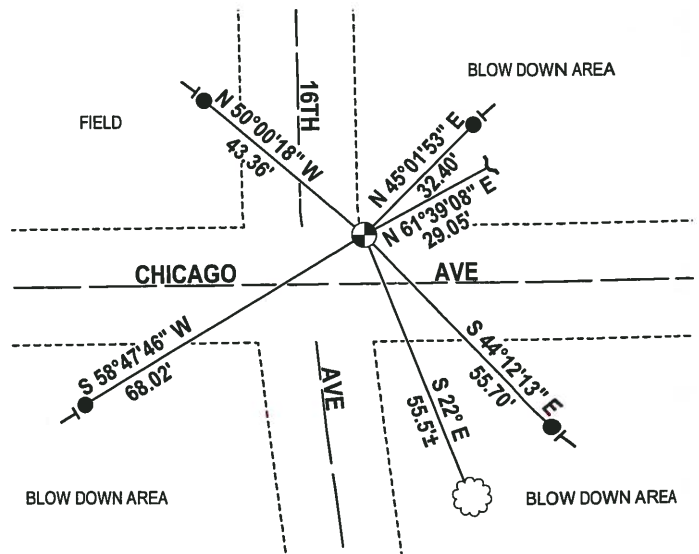 BLOW DOWN AREA
FIELD
16TH
N 50°00'18" W
43.36'
N 45°01'53" E
32.40'
N 61°39'08" E
29.05'
CHICAGO AVE
S 58°47'46" W
68.02'
AVE
S 22° E
55.5'±
S 44°12'13" E
55.70'
BLOW DOWN AREA
BLOW DOWN AREA